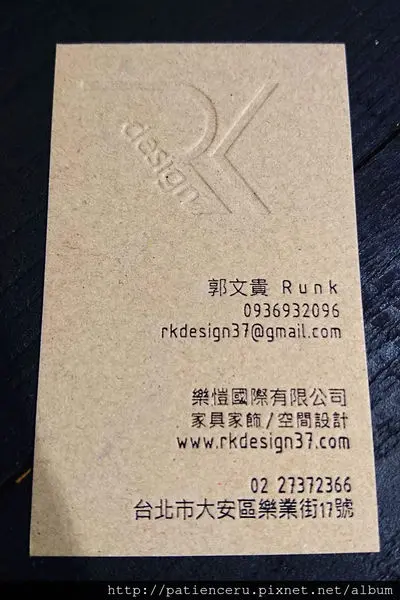 RK
design
郭文貴 Runk
0936932096
rkdesign37@gmail.com
樂愷國際有限公司
家具家飾/空間設計
www.rkdesign37.com
02 27372366
台北市大安區樂業街17號
http://patienceru.pixnet.net/album